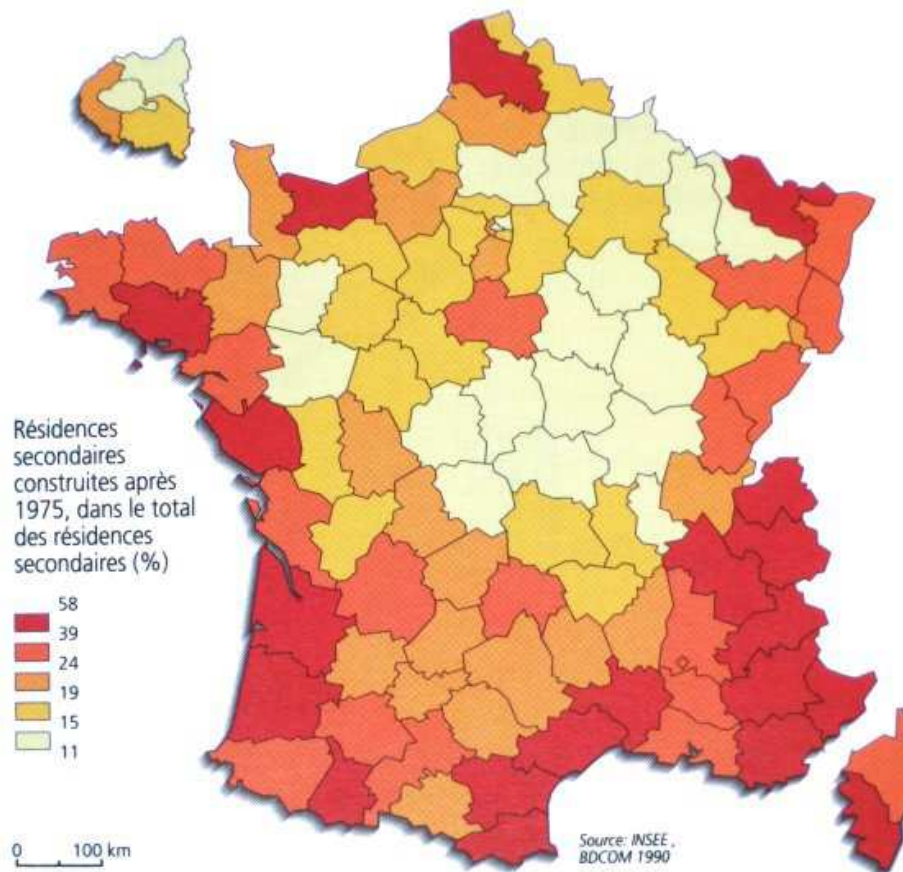 Résidences
secondaires
construites après
1975, dans le total
des résidences
secondaires (%)
58
39
24
19
15
11
0 100 km
Source: INSEE,
BDCOM 1990